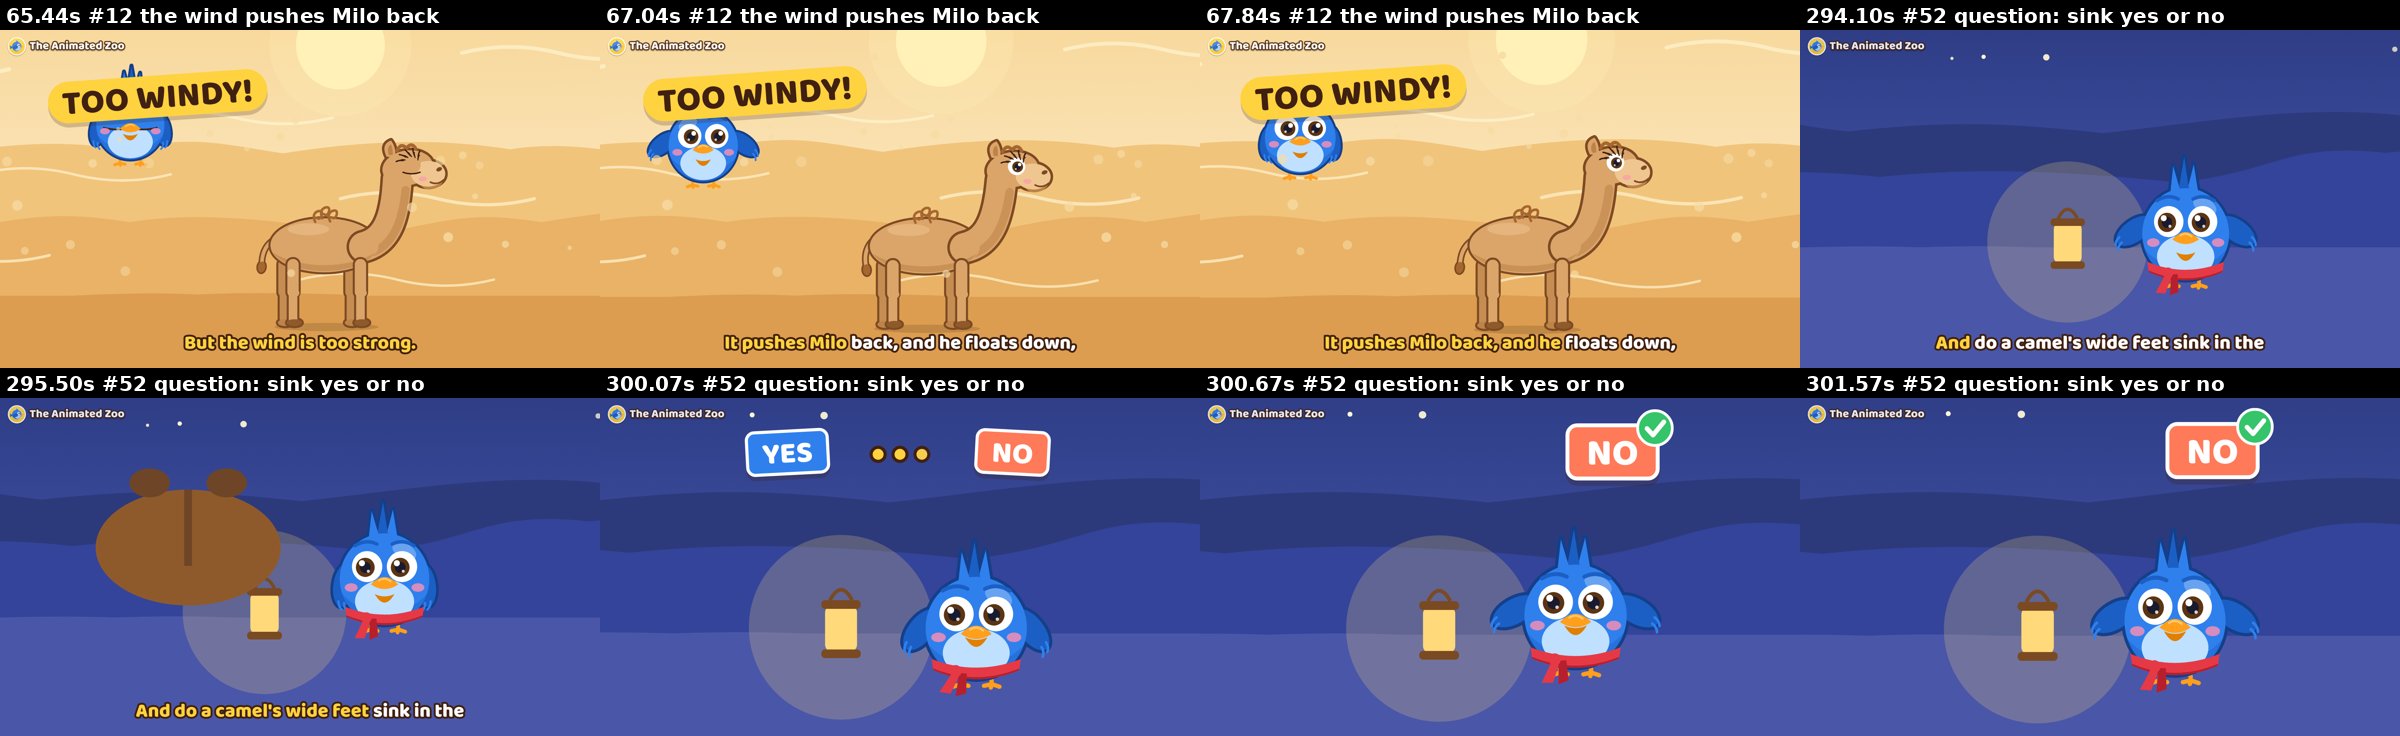 65.44s #12 the wind pushes Milo back
The Animated Zoo
TOO WINDY!
But the wind is too strong.
67.04s #12 the wind pushes Milo back
The Animated Zoo
TOO WINDY!
It pushes Milo back, and he floats down,
67.84s #12 the wind pushes Milo back
The Animated Zoo
TOO WINDY!
It pushes Milo back, and he floats down,
294.10s #52 question: sink yes or no
The Animated Zoo
And do a camel's wide feet sink in the
295.50s #52 question: sink yes or no
The Animated Zoo
And do a camel's wide feet sink in the
300.07s #52 question: sink yes or no
The Animated Zoo
YES NO
300.67s #52 question: sink yes or no
The Animated Zoo
NO
301.57s #52 question: sink yes or no
The Animated Zoo
NO